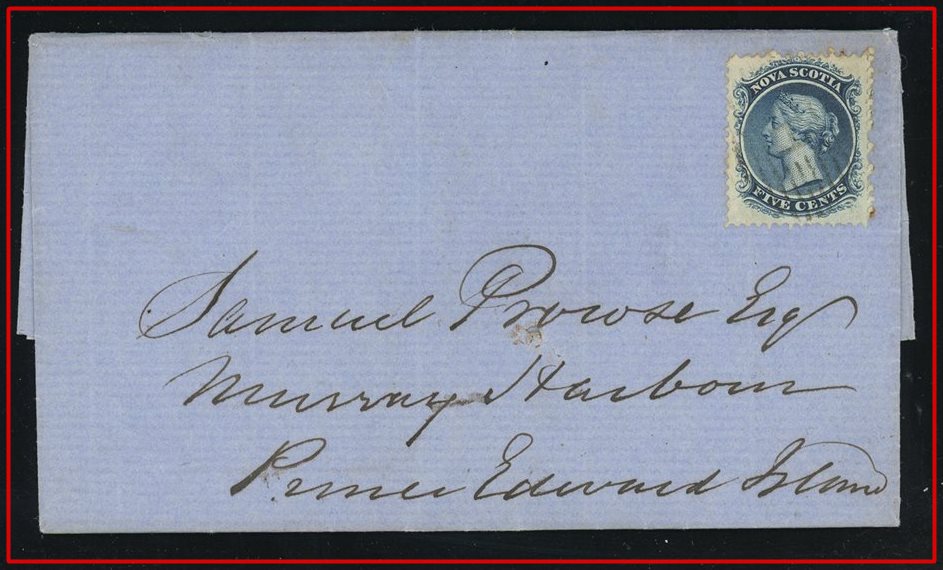 NOVA SCOTIA
FIVE CENTS
Samuel Prowse Esq
Murray Harbour
Prince Edward Island